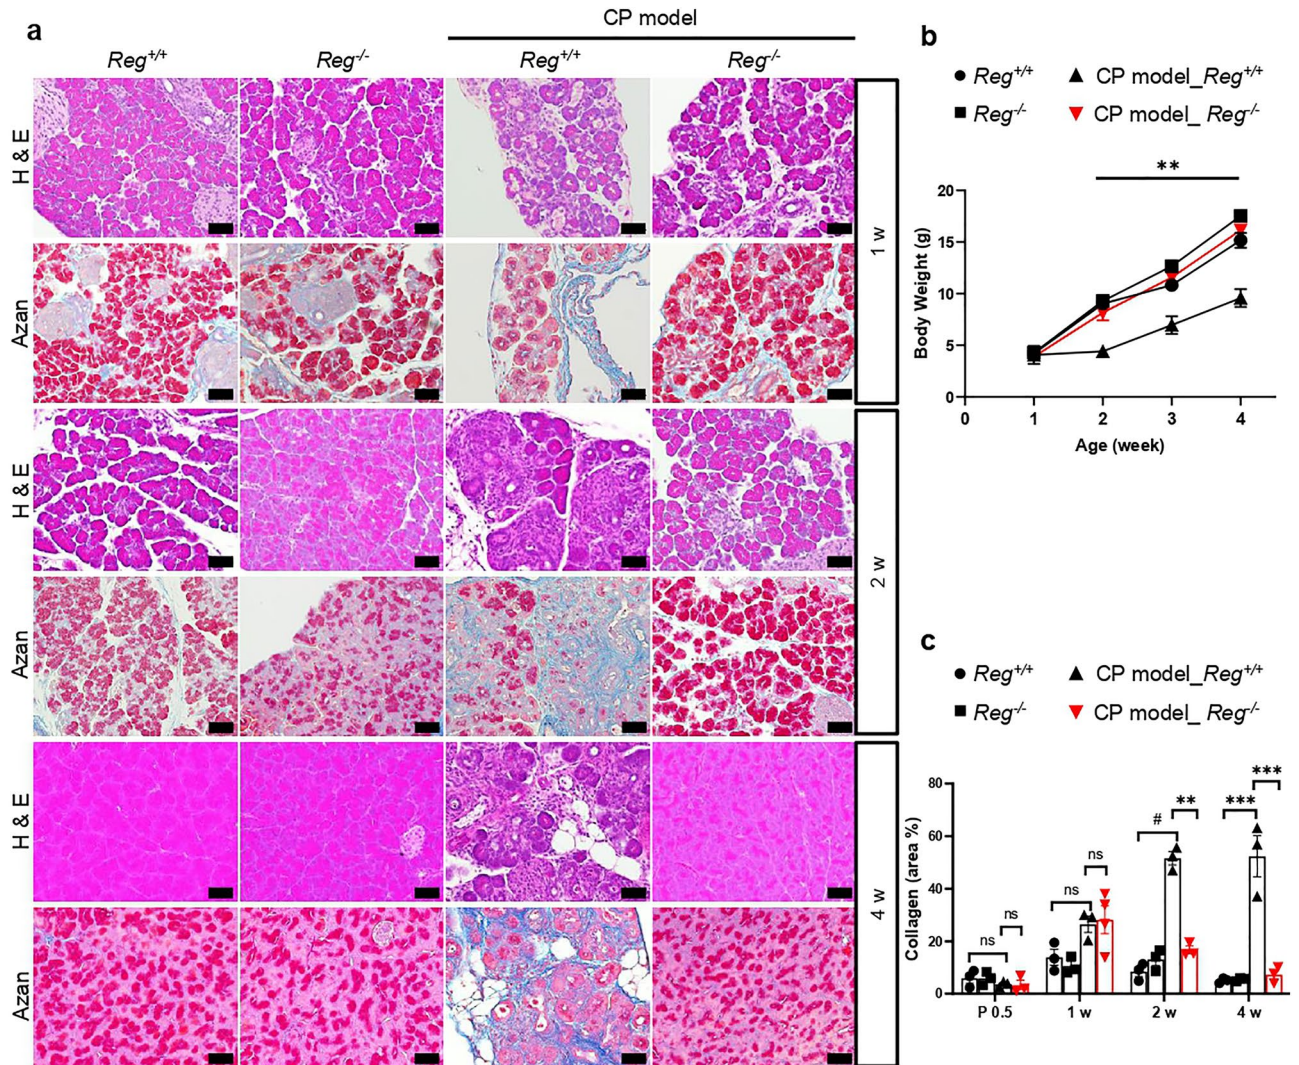 a
CP model
Reg+/+ Reg-/- Reg+/+ Reg-/-
H & E
Azan
1 w
H & E
Azan
2 w
H & E
Azan
4 w
b
Reg+/+ CP model_Reg+/+
Reg-/- CP model_ Reg-/-
**
Body Weight (g)
20
15
10
5
0
0 1 2 3 4
Age (week)
c
Reg+/+ CP model_Reg+/+
Reg-/- CP model_ Reg-/-
Collagen (area %)
80
60
40
20
0
ns ns ns ns # ** *** ***
P 0.5 1 w 2 w 4 w